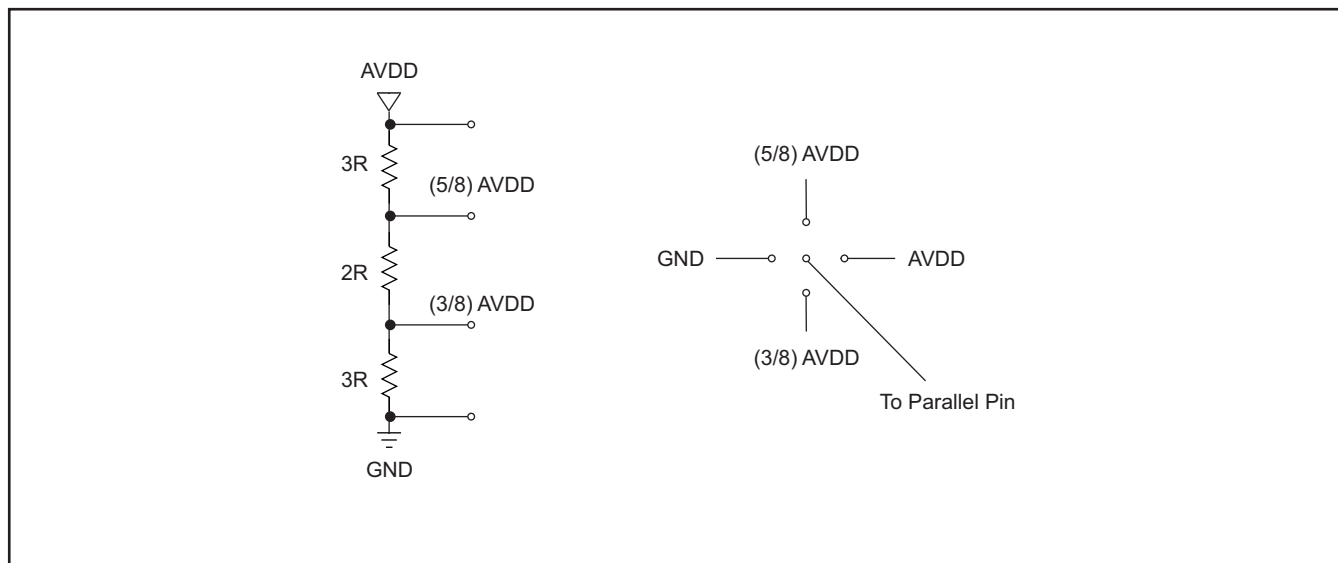 AVDD
3R
(5/8) AVDD
2R
(3/8) AVDD
3R
GND
(5/8) AVDD
GND
AVDD
(3/8) AVDD
To Parallel Pin